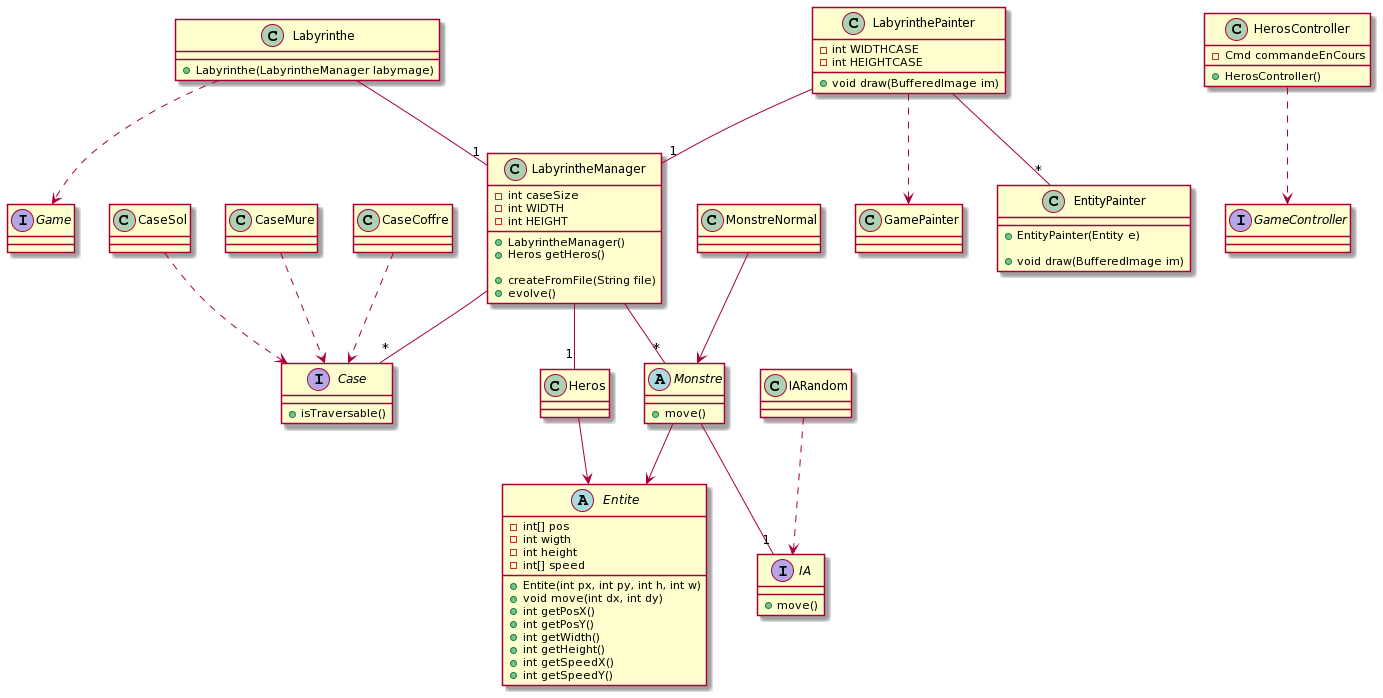 C Labyrinthe
Labyrinthe(LabyrintheManager labymage)
C LabyrinthePainter
int WIDTHCASE
int HEIGHTCASE
void draw(BufferedImage im)
C HerosController
Cmd commandeEnCours
HerosController()
1
1
*
I Game
C CaseSol
C CaseMure
C CaseCoffre
C LabyrintheManager
int caseSize
int WIDTH
int HEIGHT
LabyrintheManager()
Heros getHeros()
createFromFile(String file)
evolve()
C MonstreNormal
C GamePainter
C EntityPainter
EntityPainter(Entity e)
void draw(BufferedImage im)
I GameController
*
1
*
I Case
isTraversable()
C Heros
A Monstre
move()
C IARandom
A Entite
int[] pos
int wigth
int height
int[] speed
Entite(int px, int py, int h, int w)
void move(int dx, int dy)
int getPosX()
int getPosY()
int getWidth()
int getHeight()
int getSpeedX()
int getSpeedY()
1
I IA
move()